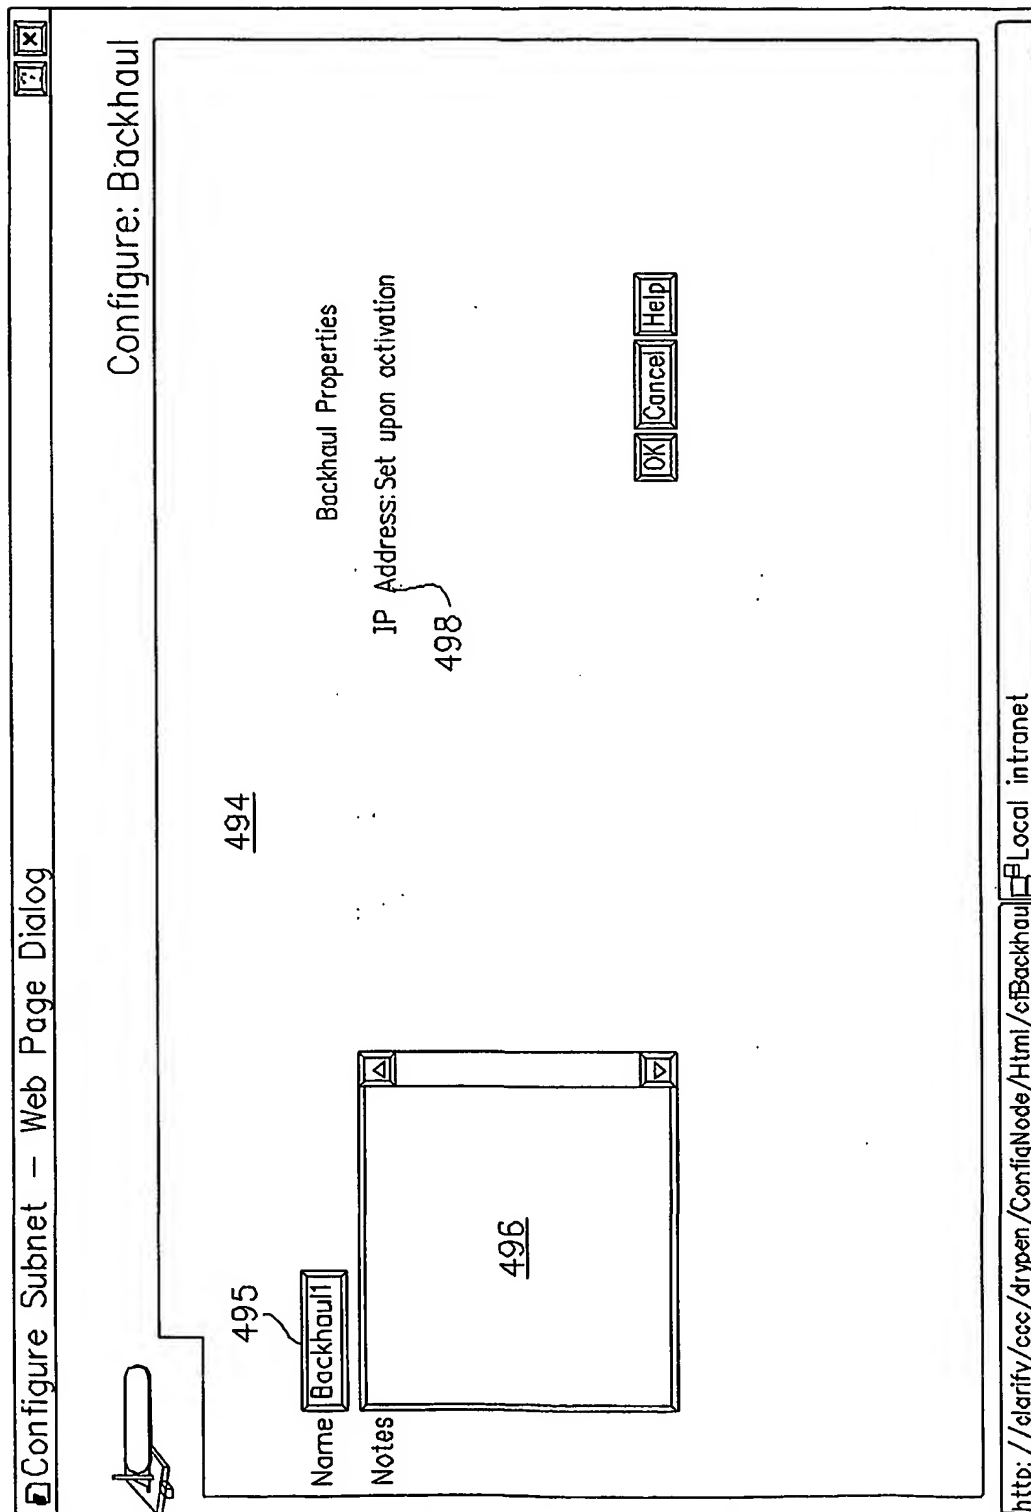 Configure Subnet – Web Page Dialog
Configure: Backhaul
494
495
Name Backhaul1
Backhaul Properties
Notes
IP Address: Set upon activation
498
496
OK Cancel Help
http://clarify/ccc/drypen/ConfigNode/Html/cfBackhaul
Local intranet